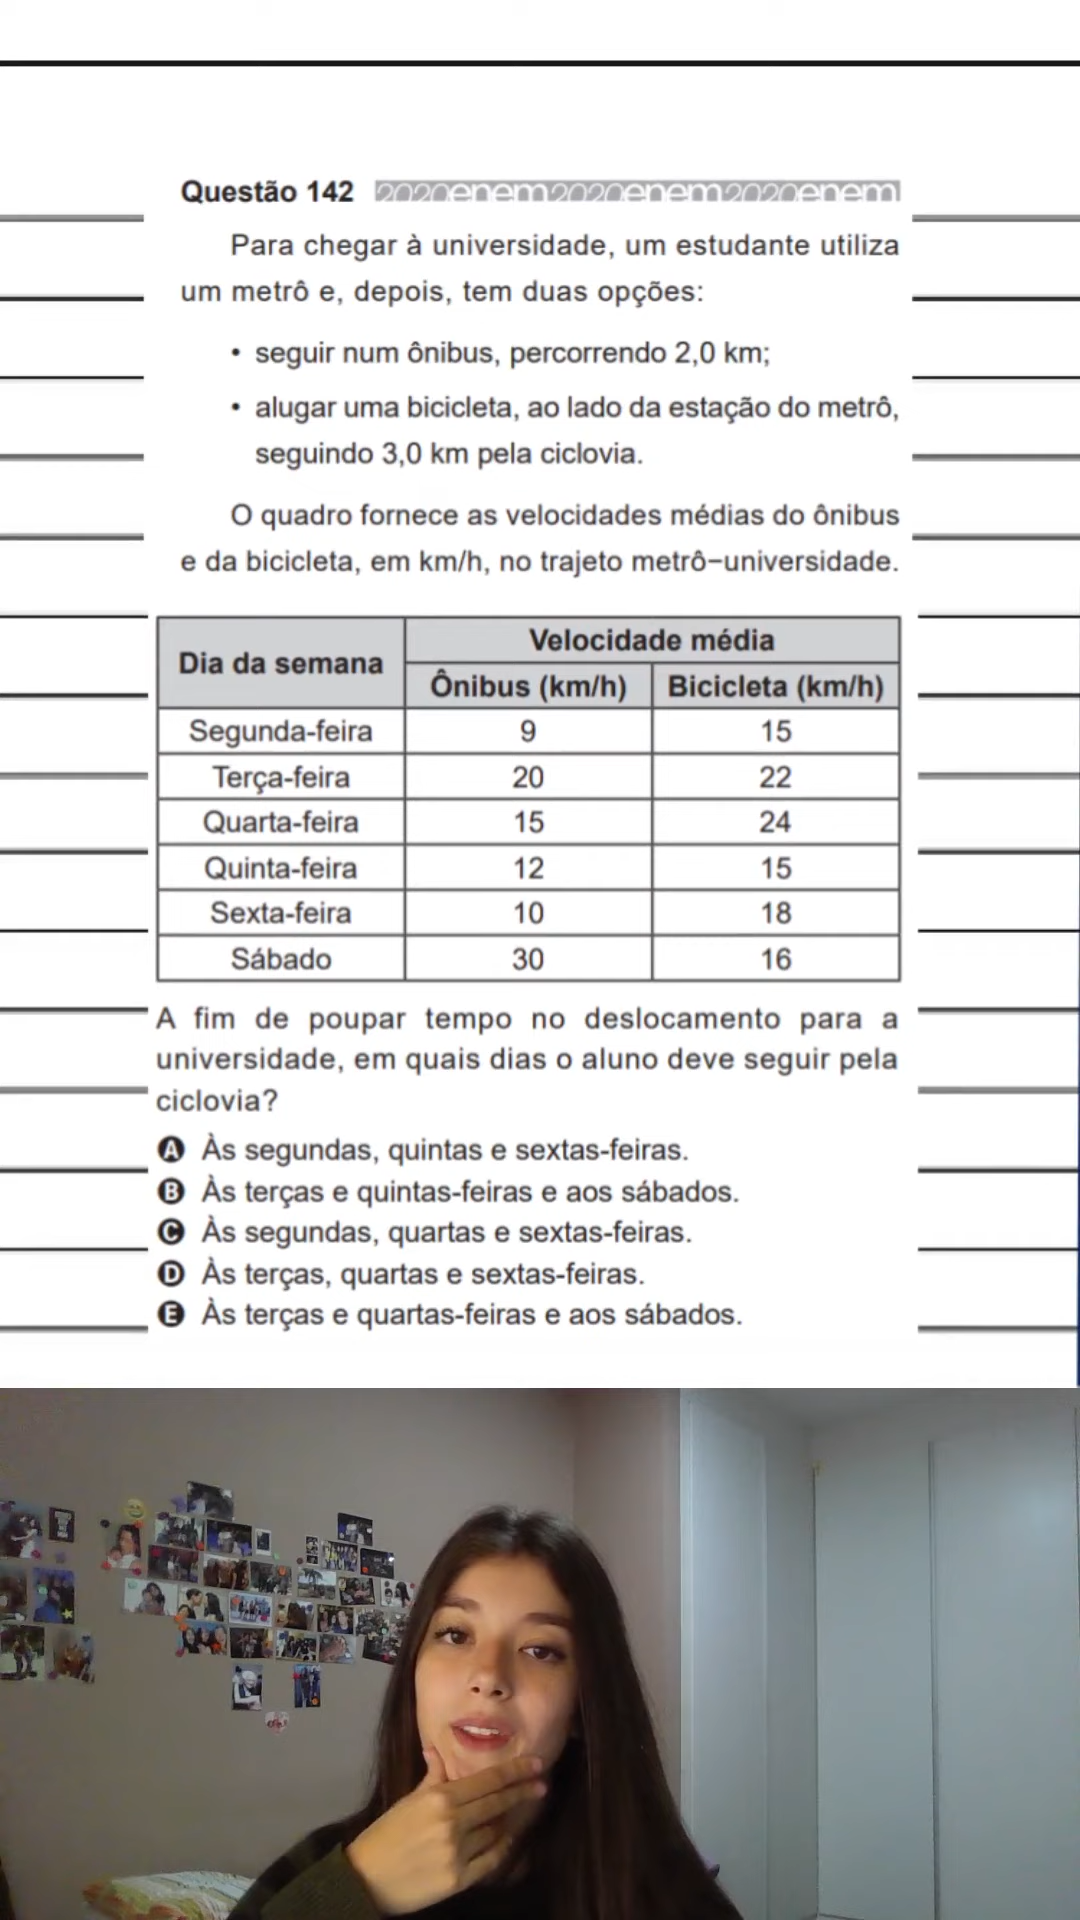 Questão 142 2020enem2020enem2020enem
Para chegar à universidade, um estudante utiliza
um metrô e, depois, tem duas opções:
• seguir num ônibus, percorrendo 2,0 km;
• alugar uma bicicleta, ao lado da estação do metrô,
seguindo 3,0 km pela ciclovia.
O quadro fornece as velocidades médias do ônibus
e da bicicleta, em km/h, no trajeto metrô−universidade.
Dia da semana Velocidade média
Ônibus (km/h) Bicicleta (km/h)
Segunda-feira 9 15
Terça-feira 20 22
Quarta-feira 15 24
Quinta-feira 12 15
Sexta-feira 10 18
Sábado 30 16
A fim de poupar tempo no deslocamento para a
universidade, em quais dias o aluno deve seguir pela
ciclovia?
A Às segundas, quintas e sextas-feiras.
B Às terças e quintas-feiras e aos sábados.
C Às segundas, quartas e sextas-feiras.
D Às terças, quartas e sextas-feiras.
E Às terças e quartas-feiras e aos sábados.